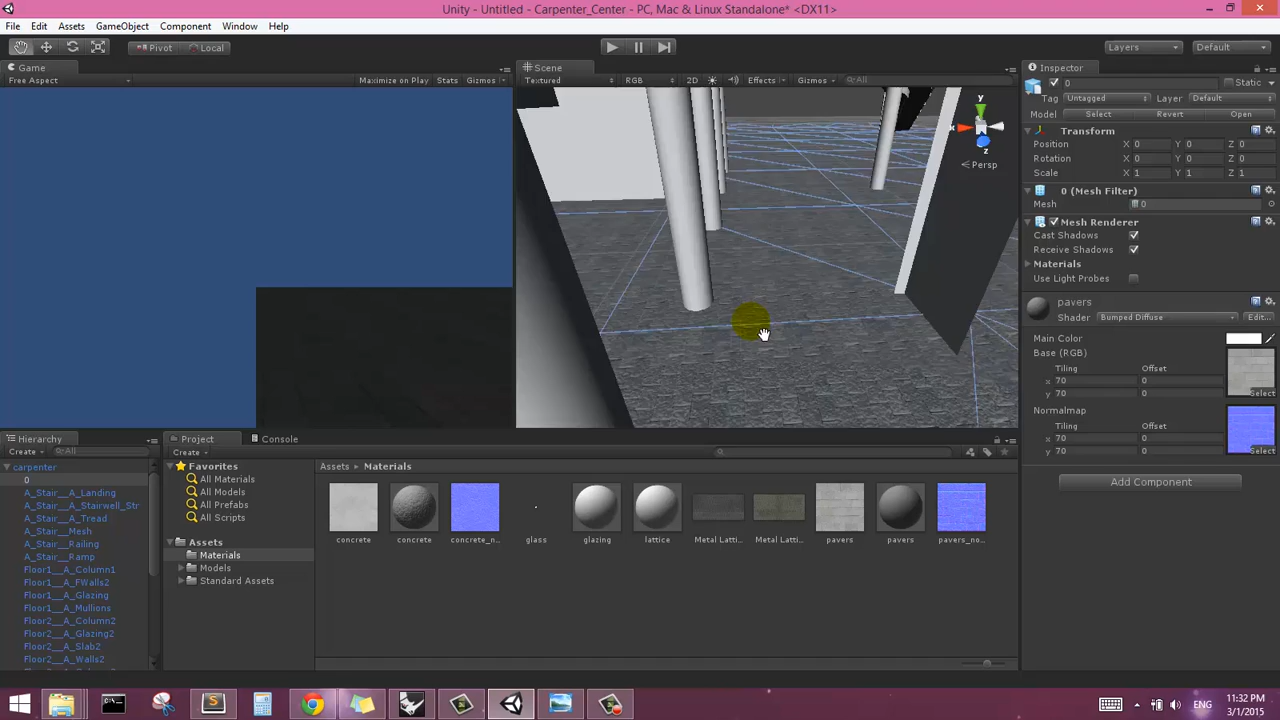 Unity - Untitled - Carpenter_Center - PC, Mac & Linux Standalone* <DX11>
File Edit Assets GameObject Component Window Help
Pivot Local Layers Default
Game Scene Inspector
Free Aspect Maximize on Play Stats Gizmos Textured RGB 2D Effects Gizmos All
0 Static
Tag Untagged Layer Default
Model Select Revert Open
Transform
Position X 0 Y 0 Z 0
Rotation X 0 Y 0 Z 0
Scale X 1 Y 1 Z 1
0 (Mesh Filter)
Mesh 0
Mesh Renderer
Cast Shadows
Receive Shadows
Materials
Use Light Probes
pavers
Shader Bumped Diffuse Edit...
Main Color
Base (RGB)
Tiling Offset
x 70 0
y 70 0
Select
Normalmap
Tiling Offset
x 70 0
y 70 0
Select
Add Component
y
x
z
Persp
Hierarchy
Create All
carpenter
0
A_Stair__A_Landing
A_Stair__A_Stairwell_Str
A_Stair__A_Tread
A_Stair__Mesh
A_Stair__Railing
A_Stair__Ramp
Floor1__A_Column1
Floor1__A_FWalls2
Floor1__A_Glazing
Floor1__A_Mullions
Floor2__A_Column2
Floor2__A_Glazing2
Floor2__A_Slab2
Floor2__A_Walls2
Project Console
Create
Favorites
All Materials
All Models
All Prefabs
All Scripts
Assets
Materials
Models
Standard Assets
Assets Materials
concrete concrete concrete_n... glass glazing lattice Metal Latti... Metal Latti... pavers pavers pavers_no...
ENG
11:32 PM
3/1/2015